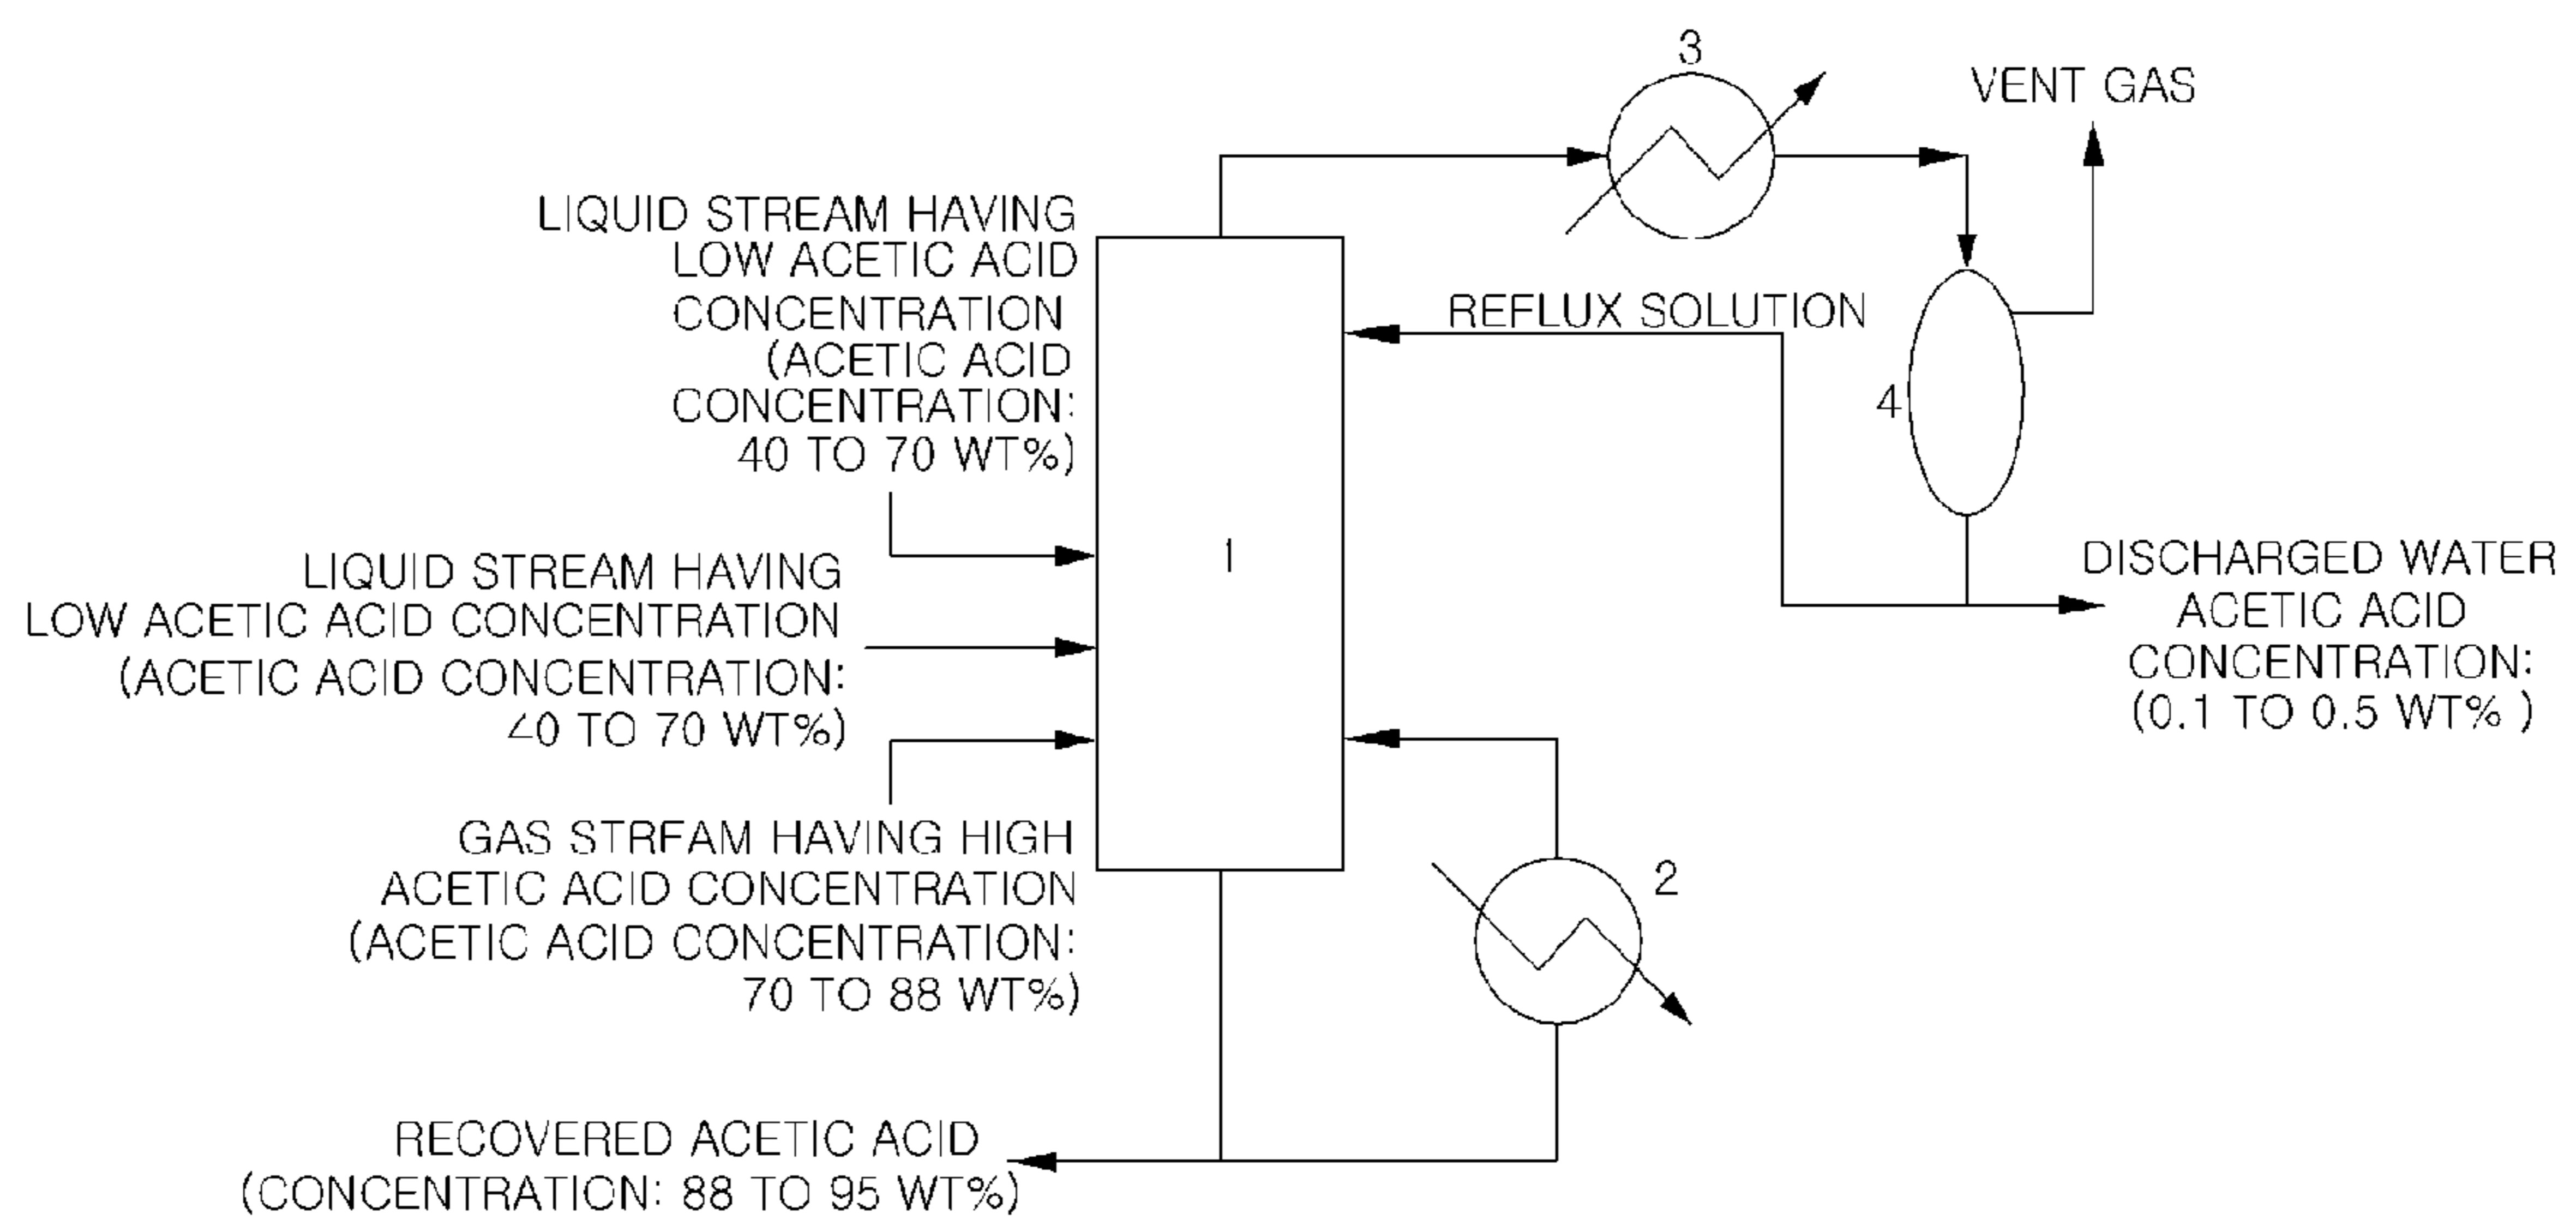 3
VENT GAS
LIQUID STREAM HAVING
LOW ACETIC ACID
CONCENTRATION
(ACETIC ACID
CONCENTRATION:
40 TO 70 WT%)
REFLUX SOLUTION
4
1
LIQUID STREAM HAVING
LOW ACETIC ACID CONCENTRATION
(ACETIC ACID CONCENTRATION:
40 TO 70 WT%)
DISCHARGED WATER
ACETIC ACID
CONCENTRATION:
(0.1 TO 0.5 WT% )
GAS STRFAM HAVING HIGH
ACETIC ACID CONCENTRATION
(ACETIC ACID CONCENTRATION:
70 TO 88 WT%)
2
RECOVERED ACETIC ACID
(CONCENTRATION: 88 TO 95 WT%)